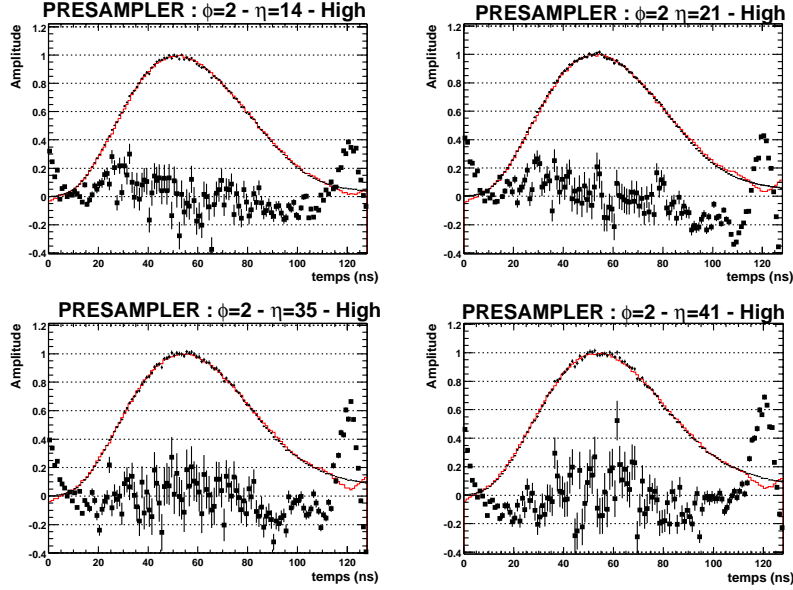 PRESAMPLER : ϕ=2 - η=14 - High
Amplitude
1.2
1
0.8
0.6
0.4
0.2
0
-0.2
-0.4
0 20 40 60 80 100 120
temps (ns)
PRESAMPLER : ϕ=2 η=21 - High
Amplitude
1.2
1
0.8
0.6
0.4
0.2
0
-0.2
-0.4
0 20 40 60 80 100 120
temps (ns)
PRESAMPLER : ϕ=2 - η=35 - High
Amplitude
1.2
1
0.8
0.6
0.4
0.2
0
-0.2
-0.4
0 20 40 60 80 100 120
temps (ns)
PRESAMPLER : ϕ=2 - η=41 - High
Amplitude
1.2
1
0.8
0.6
0.4
0.2
0
-0.2
-0.4
0 20 40 60 80 100 120
temps (ns)